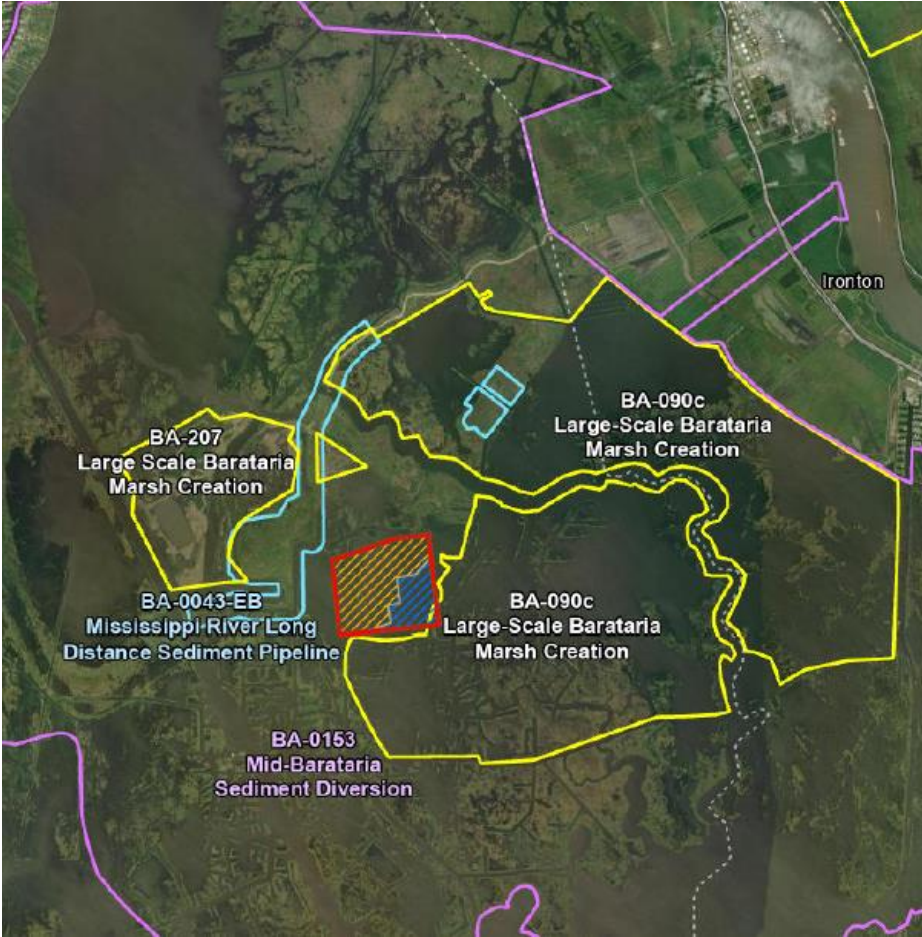 Ironton
BA-090c
Large-Scale Barataria
Marsh Creation
BA-207
Large Scale Barataria
Marsh Creation
BA-0043-EB
Mississippi River Long
Distance Sediment Pipeline
BA-090c
Large-Scale Barataria
Marsh Creation
BA-0153
Mid-Barataria
Sediment Diversion